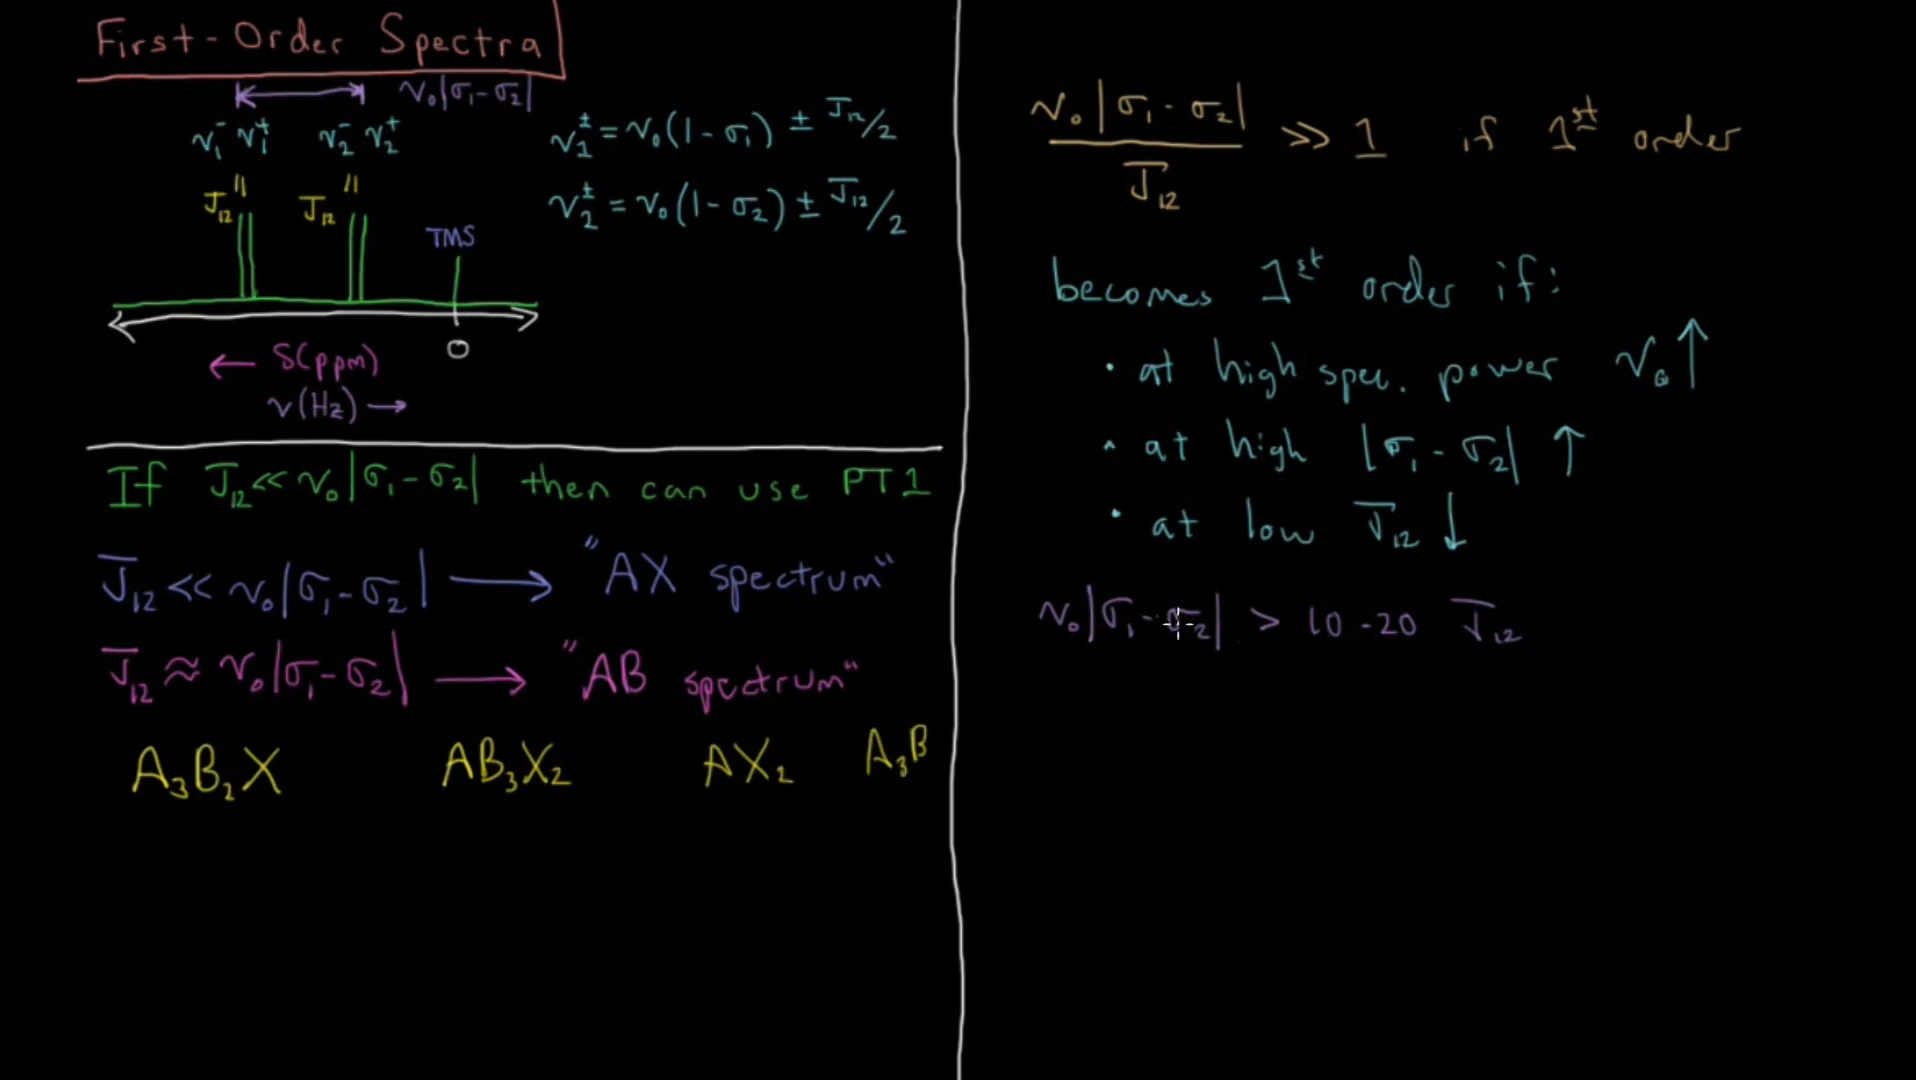 First-Order Spectra
ν₀|σ₁-σ₂|
ν₁⁻ ν₁⁺ ν₂⁻ ν₂⁺
J₁₂ J₁₂
TMS
0
← δ(ppm)
ν(Hz) →
ν₁± = ν₀(1-σ₁) ± J₁₂/2
ν₂± = ν₀(1-σ₂) ± J₁₂/2
If J₁₂ << ν₀|σ₁-σ₂| then can use PT1
J₁₂ << ν₀|σ₁-σ₂| → "AX spectrum"
J₁₂ ≈ ν₀|σ₁-σ₂| → "AB spectrum"
A₃B₂X AB₃X₂ AX₂ A₃B
ν₀|σ₁-σ₂|/J₁₂ >> 1 if 1st order
becomes 1st order if:
· at high spec. power ν₀↑
· at high |σ₁-σ₂| ↑
· at low J₁₂ ↓
ν₀|σ₁-σ₂| > 10-20 J₁₂